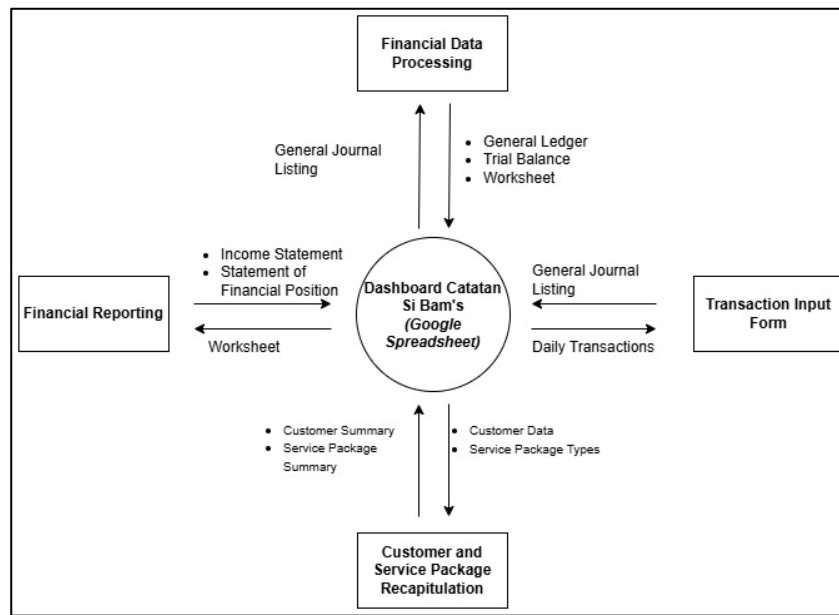 Financial Data
Processing
General Journal
Listing
• General Ledger
• Trial Balance
• Worksheet
• Income Statement
• Statement of
Financial Position
Financial Reporting
Worksheet
Dashboard Catatan
Si Bam's
(Google
Spreadsheet)
General Journal
Listing
Daily Transactions
Transaction Input
Form
• Customer Summary
• Service Package
Summary
• Customer Data
• Service Package Types
Customer and
Service Package
Recapitulation